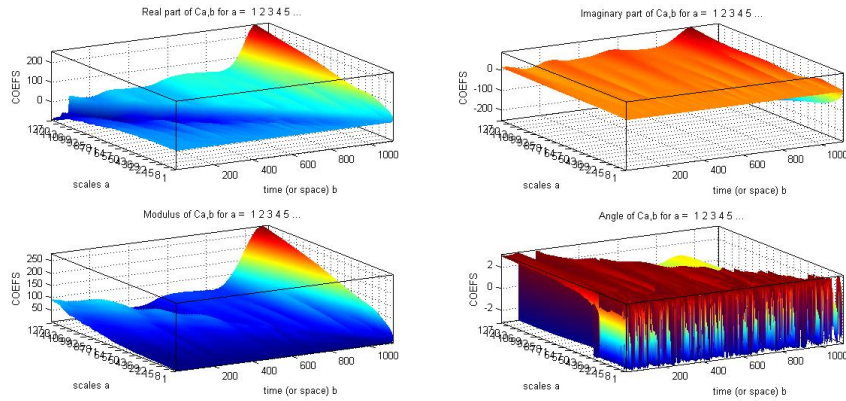 Real part of Ca,b for a = 1 2 3 4 5 ...
200
100
0
COEFS
scales a
1
200
400
600
800
1000
time (or space) b
Imaginary part of Ca,b for a = 1 2 3 4 5 ...
0
-100
-200
COEFS
scales a
1
200
400
600
800
1000
time (or space) b
Modulus of Ca,b for a = 1 2 3 4 5 ...
250
200
150
100
50
COEFS
scales a
1
200
400
600
800
1000
time (or space) b
Angle of Ca,b for a = 1 2 3 4 5 ...
2
0
-2
COEFS
scales a
1
200
400
600
800
1000
time (or space) b